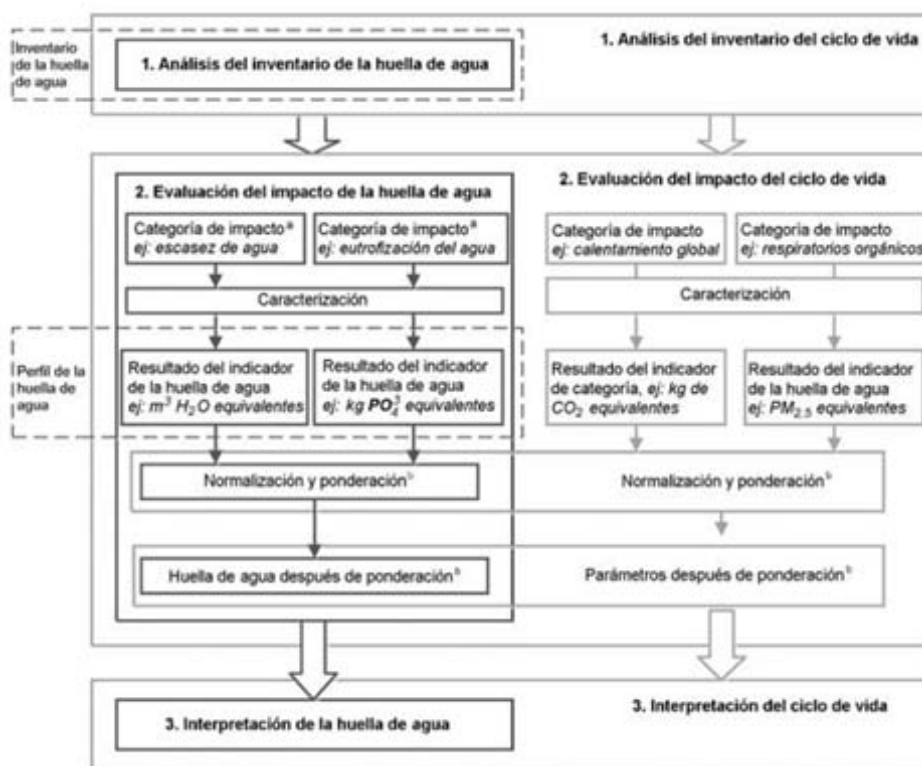 Inventario
de la huella
de agua
1. Análisis del inventario de la huella de agua
1. Análisis del inventario del ciclo de vida
2. Evaluación del impacto de la huella de agua
Categoría de impacto ª
ej: escasez de agua
Categoría de impacto ª
ej: eutrofización del agua
Caracterización
Perfil de la
huella de
agua
Resultado del indicador
de la huella de agua
ej: m³ H₂O equivalentes
Resultado del indicador
de la huella de agua
ej: kg PO₄³ equivalentes
Normalización y ponderación ᵇ
Huella de agua después de ponderación ᵇ
2. Evaluación del impacto del ciclo de vida
Categoría de impacto
ej: calentamiento global
Categoría de impacto
ej: respiratorios orgánicos
Caracterización
Resultado del indicador
de categoría, ej: kg de
CO₂ equivalentes
Resultado del indicador
de la huella de agua
ej: PM₂.₅ equivalentes
Normalización y ponderación ᵇ
Parámetros después de ponderación ᵇ
3. Interpretación de la huella de agua
3. Interpretación del ciclo de vida